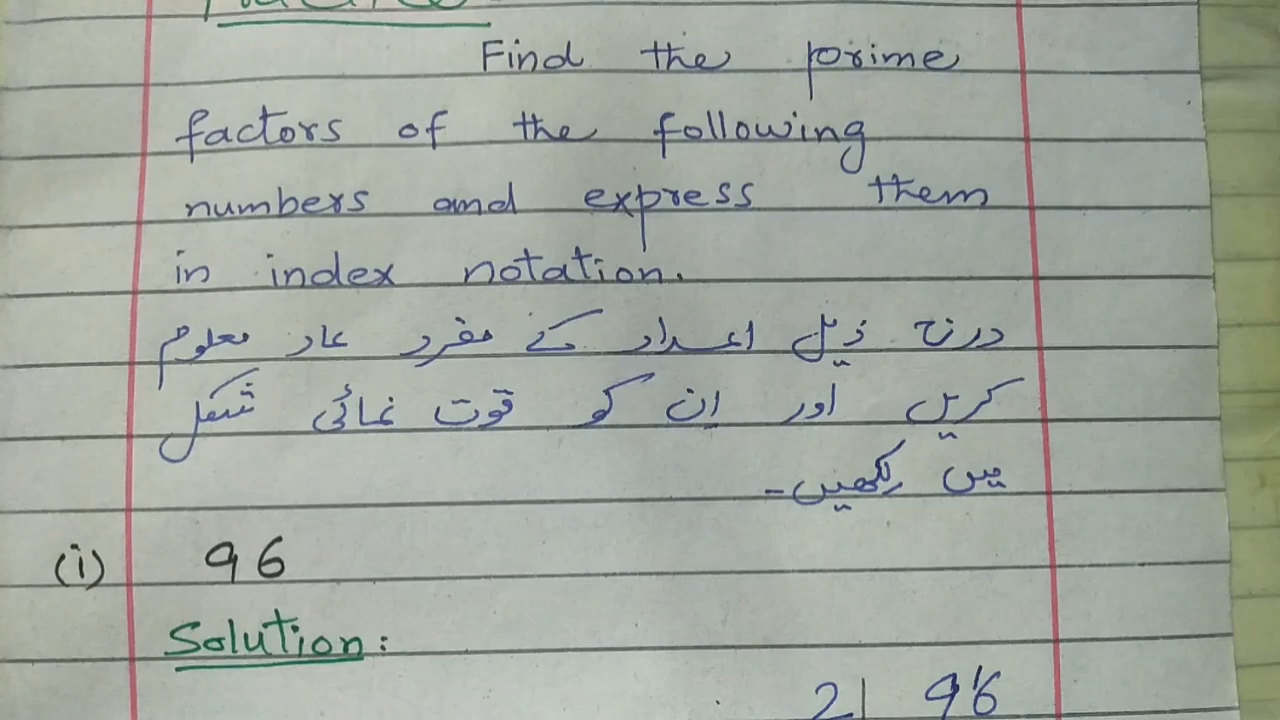 Find the prime
factors of the following
numbers and express them
in index notation.
درج ذیل اعداد کے مفرد عاد معلوم
کریں اور اِن کو قوت نمائی شکل
میں لکھیں۔
(i) 96
Solution:
2| 96